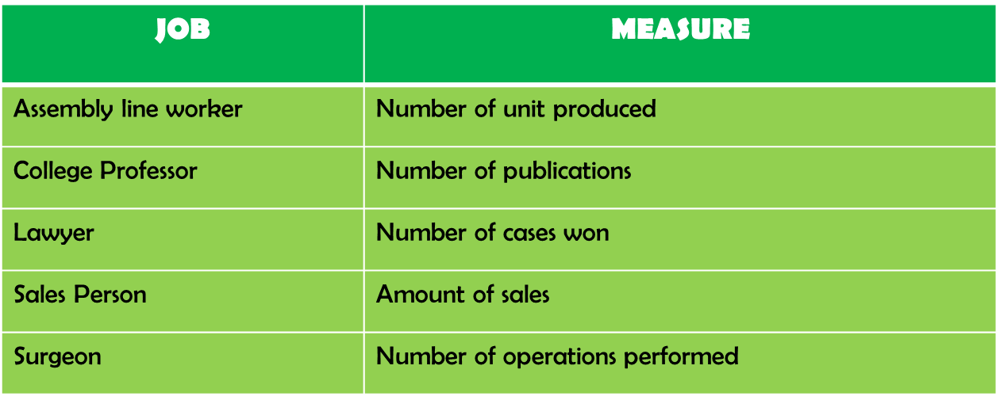 JOB MEASURE
Assembly line worker Number of unit produced
College Professor Number of publications
Lawyer Number of cases won
Sales Person Amount of sales
Surgeon Number of operations performed